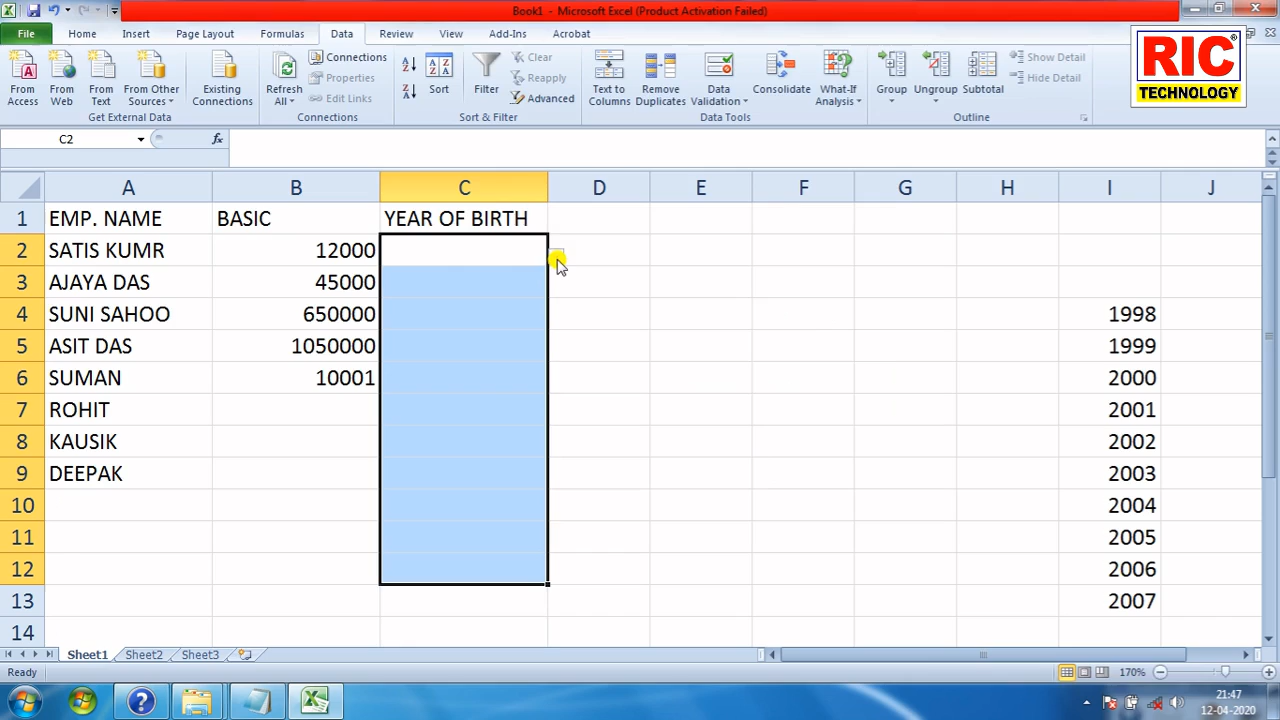 Book1 - Microsoft Excel (Product Activation Failed)
File Home Insert Page Layout Formulas Data Review View Add-Ins Acrobat
From Access
From Web
From Text
From Other Sources
Existing Connections
Get External Data
Refresh All
Connections
Properties
Edit Links
Connections
Sort
Filter
Clear
Reapply
Advanced
Sort & Filter
Text to Columns
Remove Duplicates
Data Validation
Consolidate
What-If Analysis
Data Tools
Group
Ungroup
Subtotal
Show Detail
Hide Detail
Outline
RIC
®
TECHNOLOGY
C2 fx
A B C D E F G H I J
1 EMP. NAME BASIC YEAR OF BIRTH
2 SATIS KUMR 12000
3 AJAYA DAS 45000
4 SUNI SAHOO 650000 1998
5 ASIT DAS 1050000 1999
6 SUMAN 10001 2000
7 ROHIT 2001
8 KAUSIK 2002
9 DEEPAK 2003
10 2004
11 2005
12 2006
13 2007
14
Sheet1 Sheet2 Sheet3
Ready 170%
21:47
12-04-2020